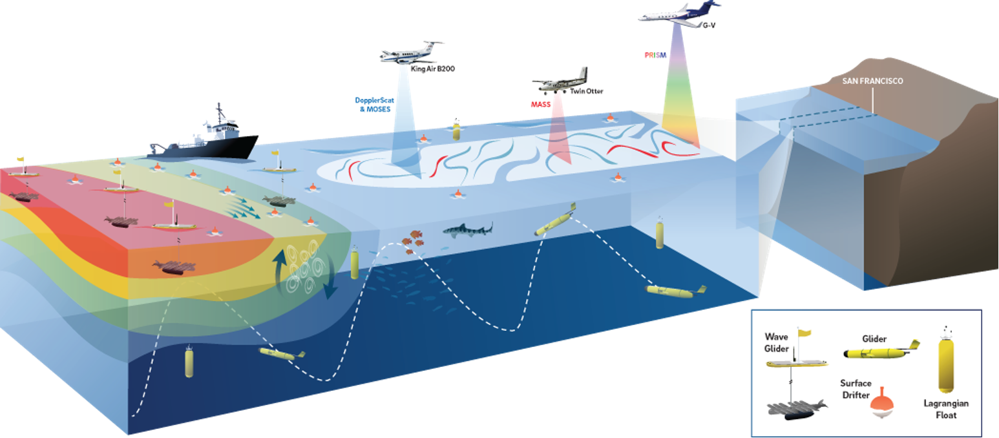 G-V
PRISM
King Air B200
Twin Otter
DopplerScat
& MOSES
MASS
SAN FRANCISCO
Wave
Glider
Glider
Surface
Drifter
Lagrangian
Float